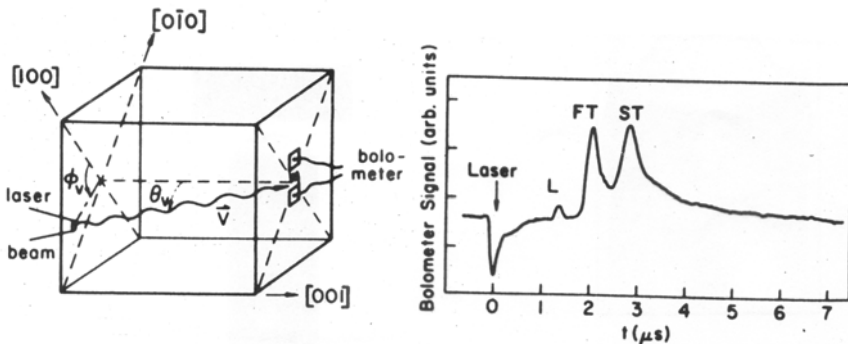 [0ī0]
[100]
ϕv
θv
V⃗
laser
beam
bolo-
meter
[001̄]
Bolometer Signal (arb. units)
Laser
L
FT
ST
0 1 2 3 4 5 6 7
t (μs)